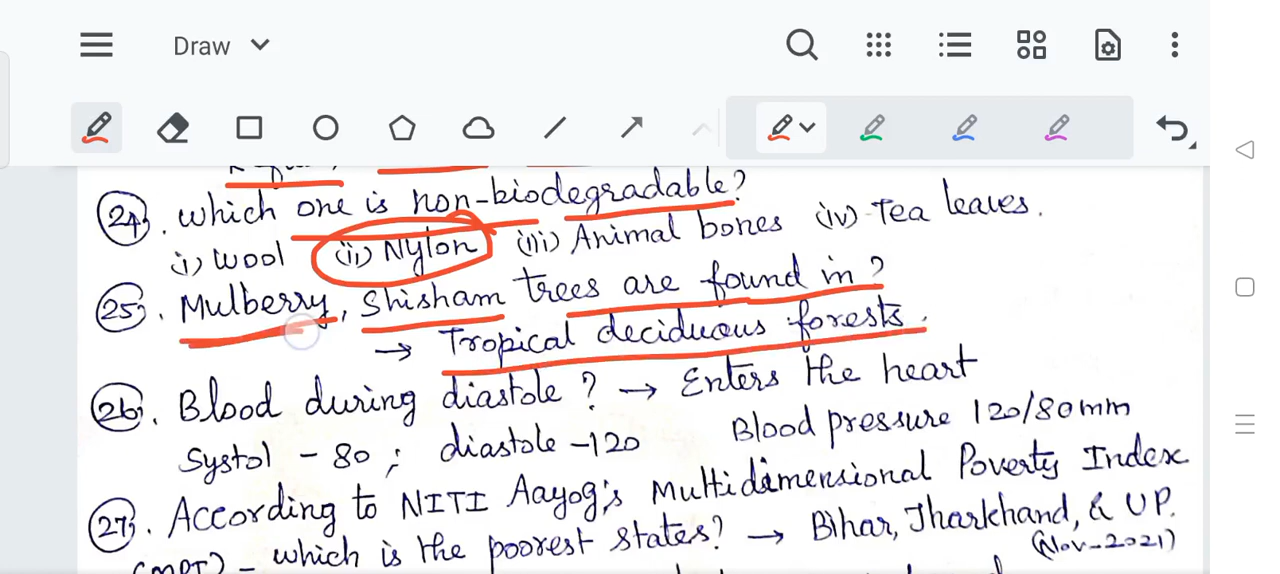 Draw
24. which one is non-biodegradable?
i) wool (ii) Nylon (iii) Animal bones (iv) Tea leaves.
25. Mulberry, Shisham trees are found in?
→ Tropical deciduous forests.
26. Blood during diastole? → Enters the heart
Systol - 80 ; diastole - 120 Blood pressure 120/80mm
27. According to NITI Aayog's Multidimensional Poverty Index
(MPI) - which is the poorest states? → Bihar, Jharkhand, & UP.
(Nov-2021)